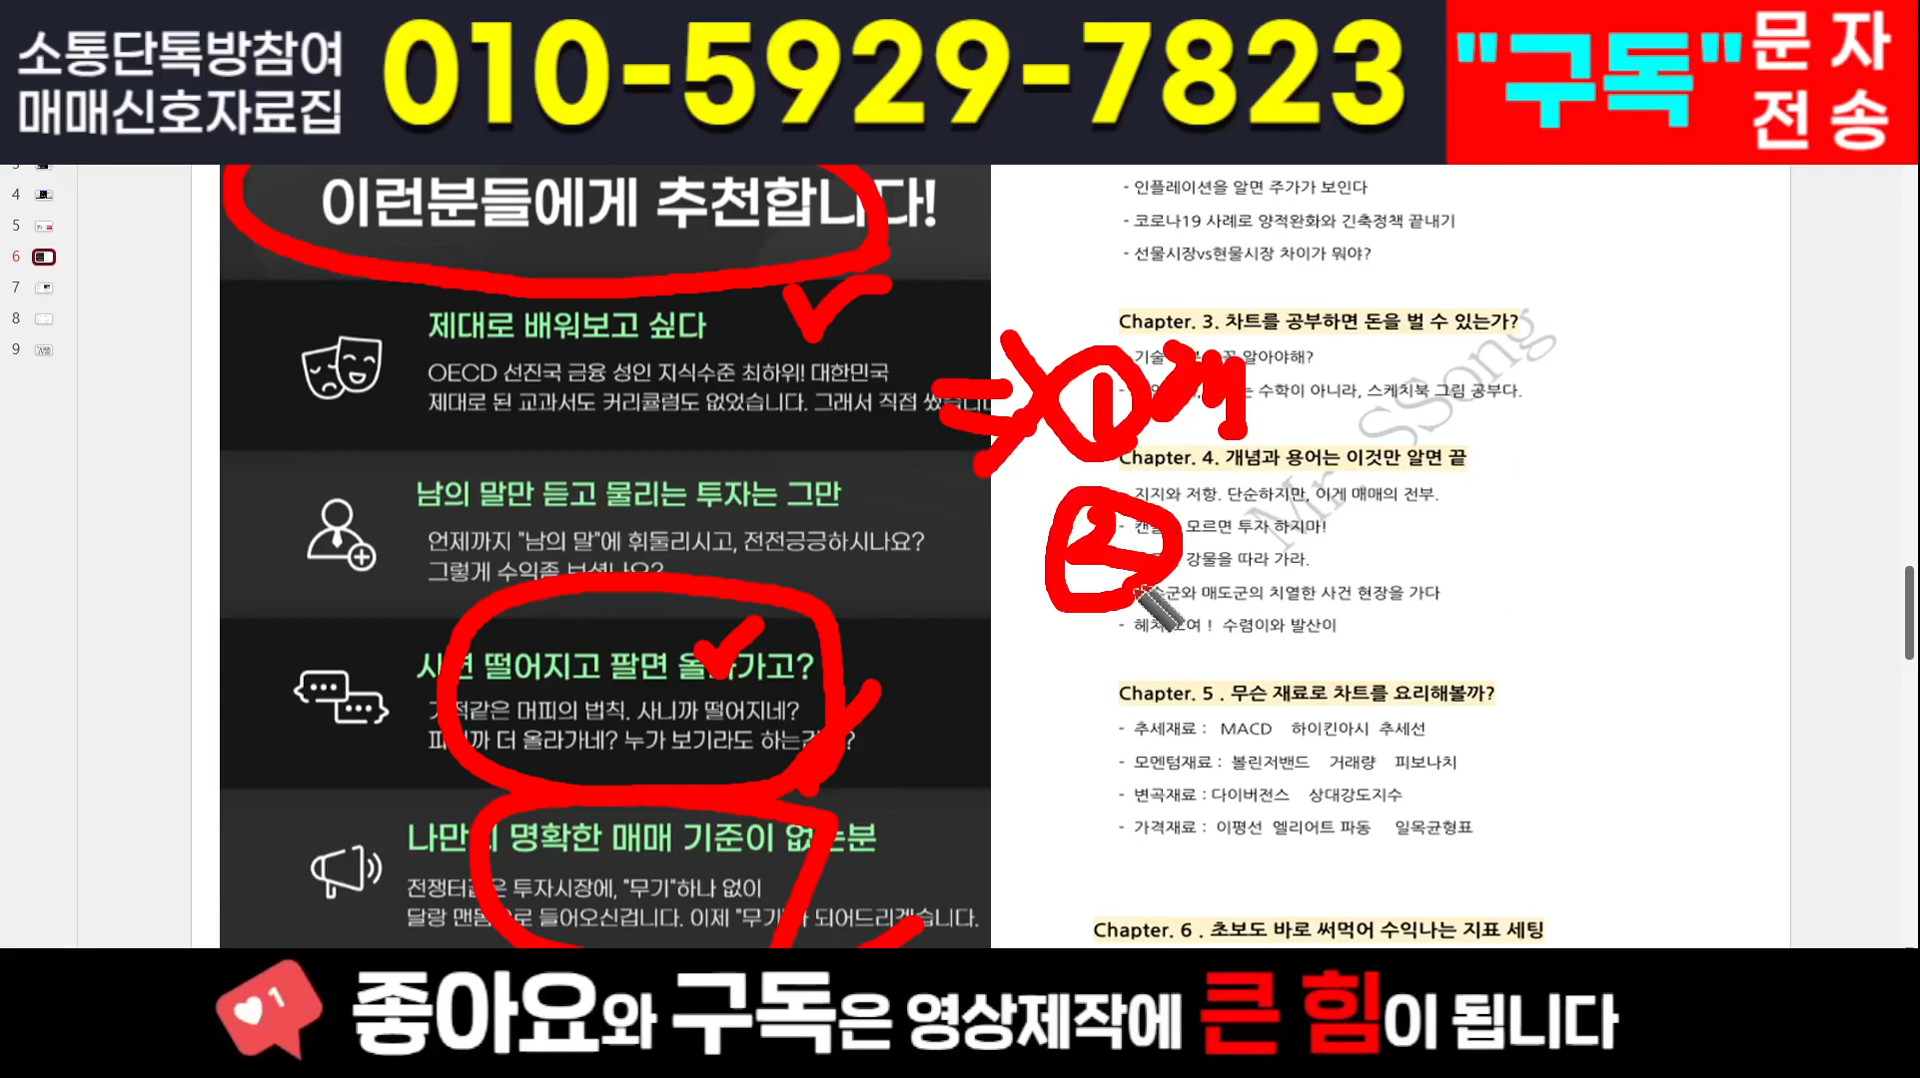 소통단톡방참여
매매신호자료집
010-5929-7823
"구독"
문자
전송
4
5
6
7
8
9
이런분들에게 추천합니다!
제대로 배워보고 싶다
OECD 선진국 금융 성인 지식수준 최하위! 대한민국
제대로 된 교과서도 커리큘럼도 없었습니다. 그래서 직접
남의 말만 듣고 물리는 투자는 그만
언제까지 "남의 말"에 휘둘리시고, 전전긍긍하시나요?
그렇게 수익좀 보셨나요?
떨어지고 팔면 올라가고?
머피의 법칙. 사니까 떨어지네?
더 올라가네? 누가 보기라도
명확한 매매 기준이
투자시장에, "무기"하나 없이
달랑 들어오신겁니다. 이제 되어드리겠습니다.
- 인플레이션을 알면 주가가 보인다
- 코로나19 사례로 양적완화와 긴축정책 끝내기
- 선물시장vs현물시장 차이가 뭐야?
Chapter. 3. 차트를 공부하면 돈을 벌 수 있는가?
기술 알아야해?
수학이 아니라, 스케치북 그림 공부다.
① 개
Chapter. 4. 개념과 용어는 이것만 알면 끝
지지와 저항. 단순하지만, 이게 매매의 전부.
- 모르면 투자 하지마!
강물을 따라 가라.
② 
매도군의 치열한 사건 현장을 가다
- 수렴이와 발산이
Chapter. 5 . 무슨 재료로 차트를 요리해볼까?
- 추세재료 : MACD 하이킨아시 추세선
- 모멘텀재료 : 볼린저밴드 거래량 피보나치
- 변곡재료 : 다이버전스 상대강도지수
- 가격재료 : 이평선 엘리어트 파동 일목균형표
Chapter. 6 . 초보도 바로 써먹어 수익나는 지표 세팅
Mr. SSong
1
좋아요와 구독은 영상제작에 큰 힘이 됩니다